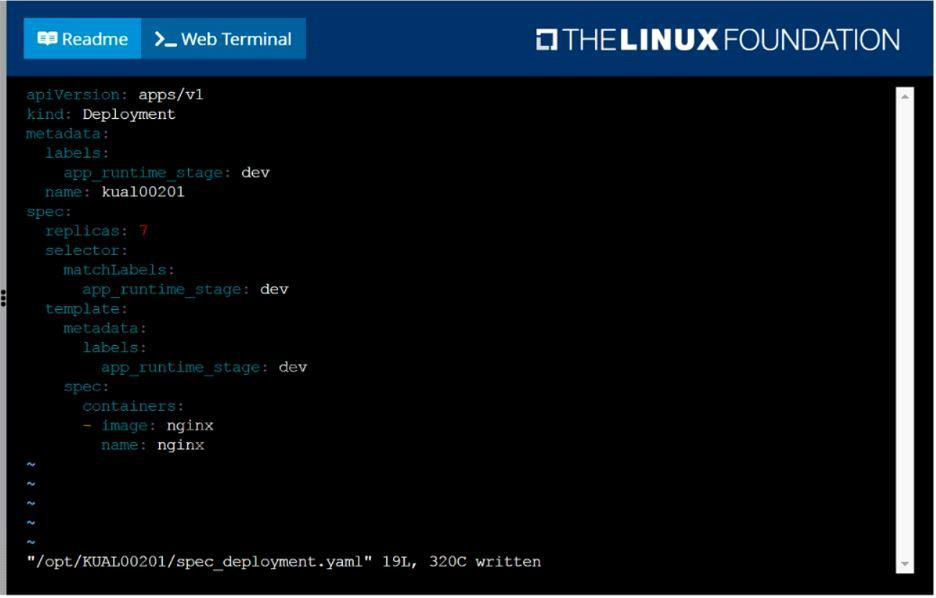 Readme >_ Web Terminal THE LINUX FOUNDATION
apiVersion: apps/v1
kind: Deployment
metadata:
  labels:
    app_runtime_stage: dev
  name: kual00201
spec:
  replicas: 7
  selector:
    matchLabels:
      app_runtime_stage: dev
  template:
    metadata:
      labels:
        app_runtime_stage: dev
    spec:
      containers:
      - image: nginx
        name: nginx
~
~
~
~
~
"/opt/KUAL00201/spec_deployment.yaml" 19L, 320C written